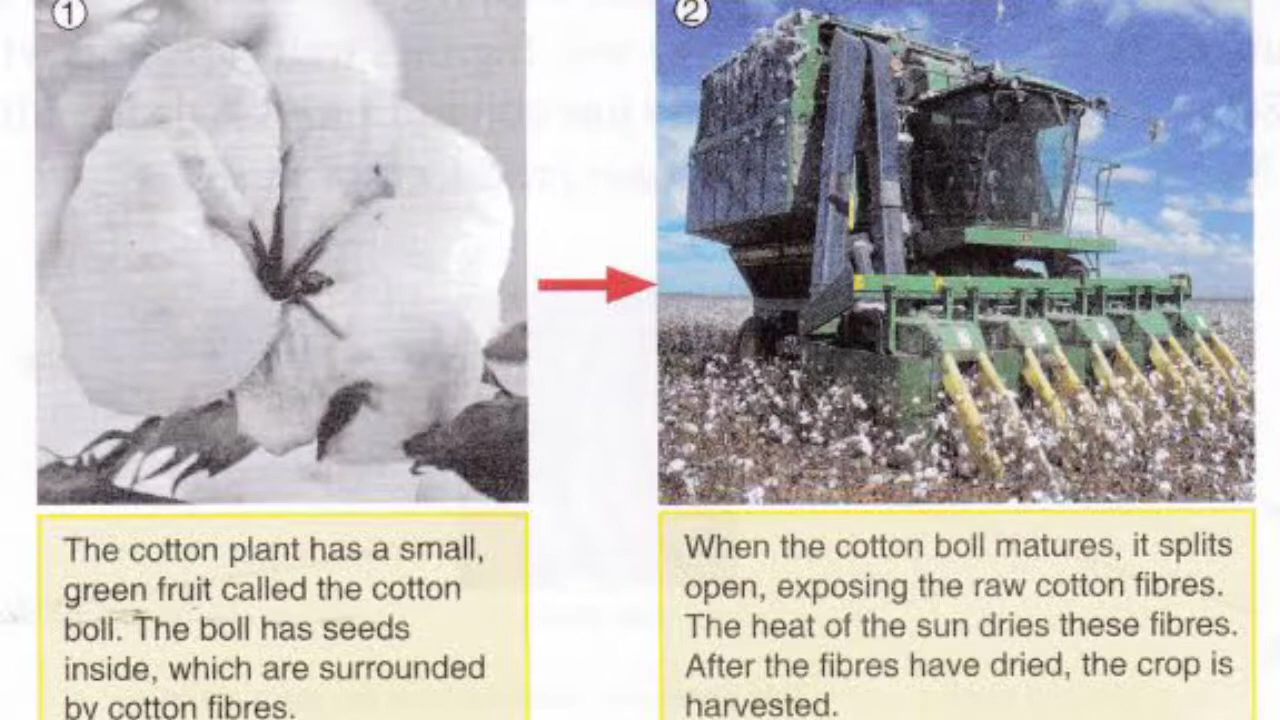 1
2
The cotton plant has a small,
green fruit called the cotton
boll. The boll has seeds
inside, which are surrounded
by cotton fibres.
When the cotton boll matures, it splits
open, exposing the raw cotton fibres.
The heat of the sun dries these fibres.
After the fibres have dried, the crop is
harvested.